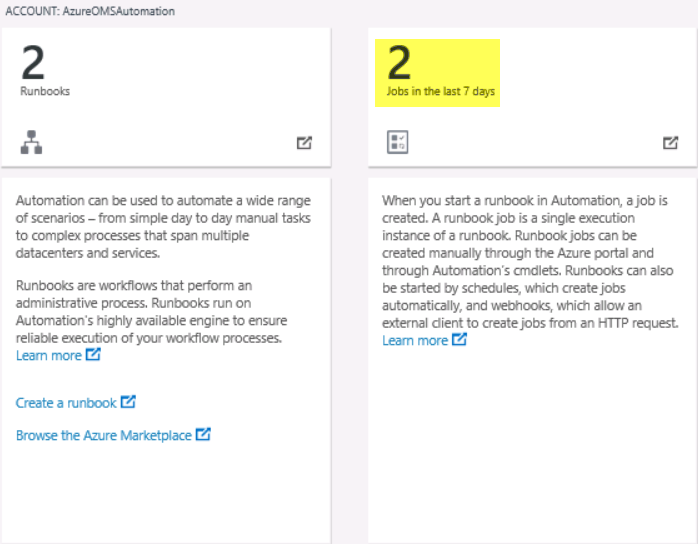 ACCOUNT: AzureOMSAutomation
2
Runbooks
2
Jobs in the last 7 days
Automation can be used to automate a wide range
of scenarios – from simple day to day manual tasks
to complex processes that span multiple
datacenters and services.
Runbooks are workflows that perform an
administrative process. Runbooks run on
Automation's highly available engine to ensure
reliable execution of your workflow processes.
Learn more
Create a runbook
Browse the Azure Marketplace
When you start a runbook in Automation, a job is
created. A runbook job is a single execution
instance of a runbook. Runbook jobs can be
created manually through the Azure portal and
through Automation's cmdlets. Runbooks can also
be started by schedules, which create jobs
automatically, and webhooks, which allow an
external client to create jobs from an HTTP request.
Learn more